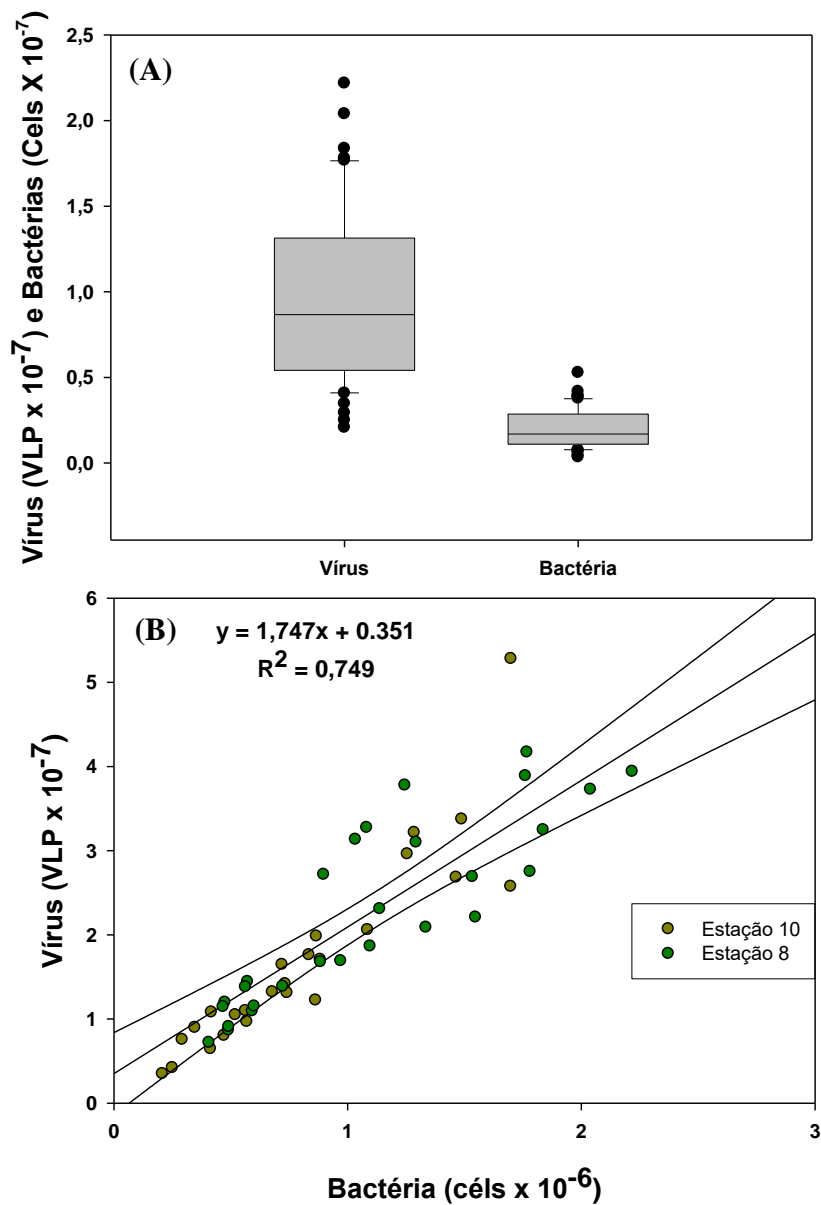 Vírus (VLP x 10-7) e Bactérias (Cels X 10-7)
(A)
2,5
2,0
1,5
1,0
0,5
0,0
Vírus Bactéria
Vírus (VLP x 10-7)
(B)
y = 1,747x + 0.351
R2 = 0,749
6
5
4
3
2
1
0
Estação 10
Estação 8
0 1 2 3
Bactéria (céls x 10-6)